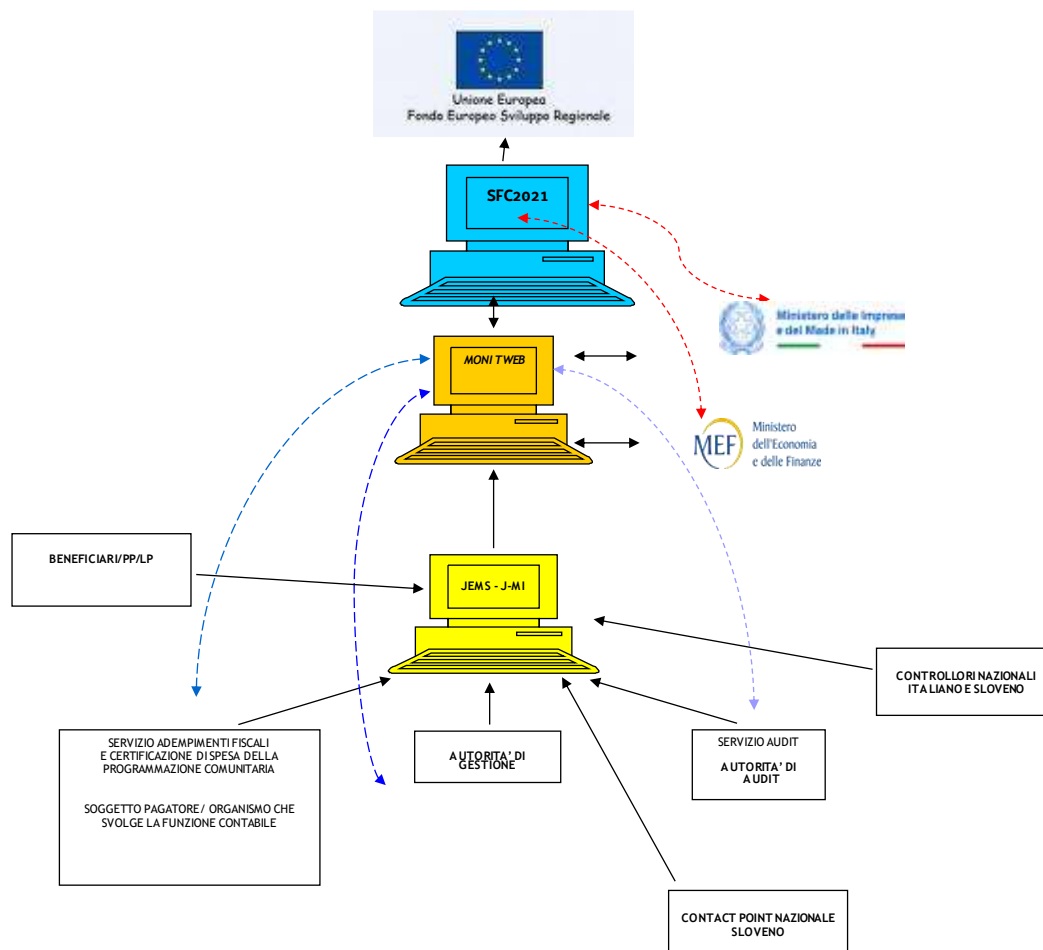 Unione Europea
Fondo Europeo Sviluppo Regionale
SFC2021
Ministero delle Imprese
e del Made in Italy
MONI TWEB
MEF
Ministero
dell'Economia
e delle Finanze
BENEFICIARI/PP/LP
JEMS - J-MI
CONTROLLORI NAZIONALI
ITALIANO E SLOVENO
SERVIZIO ADEMPIMENTI FISCALI
E CERTIFICAZIONE DI SPESA DELLA
PROGRAMMAZIONE COMUNITARIA
SOGGETTO PAGATORE/ ORGANISMO CHE
SVOLGE LA FUNZIONE CONTABILE
AUTORITA' DI
GESTIONE
SERVIZIO AUDIT
AUTORITA' DI
AUDIT
CONTACT POINT NAZIONALE
SLOVENO